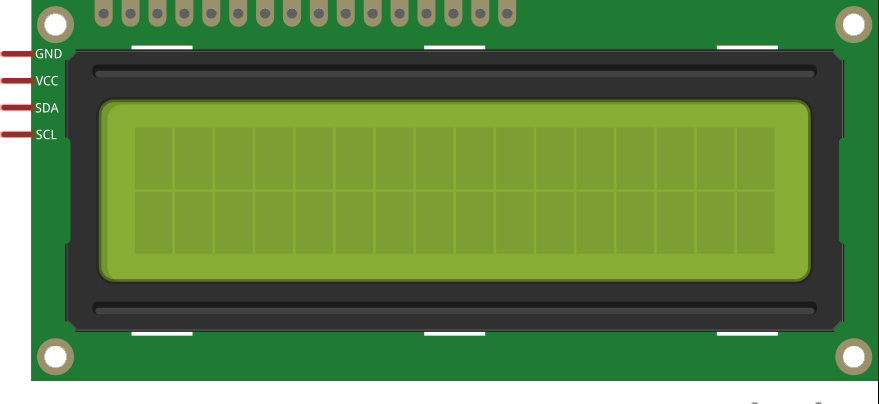 GND
VCC
SDA
SCL